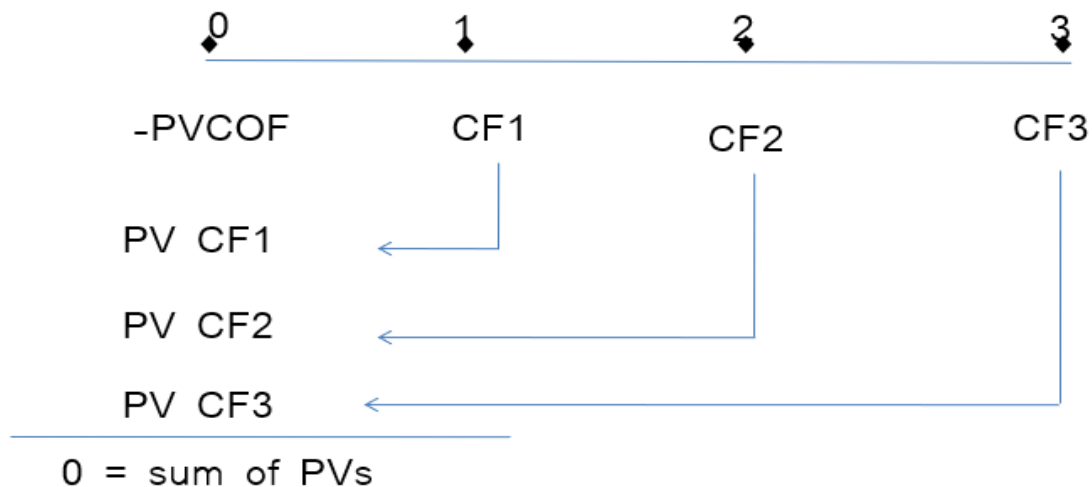 0 1 2 3
-PVCOF CF1 CF2 CF3
PV CF1
PV CF2
PV CF3
0 = sum of PVs